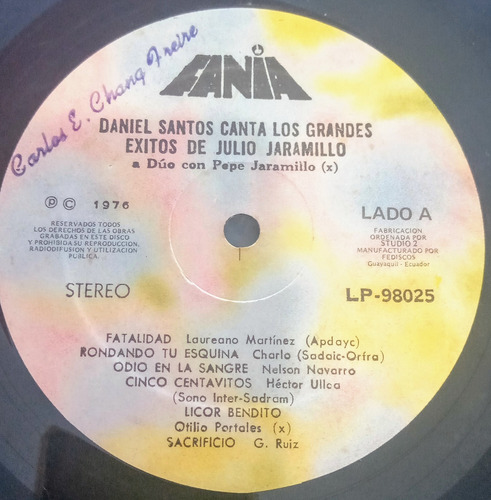 Carlos E. Chang Freire
FANIA
DANIEL SANTOS CANTA LOS GRANDES
EXITOS DE JULIO JARAMILLO
a Dúo con Pepe Jaramillo (x)
Ⓟ © 1976
RESERVADOS TODOS
LOS DERECHOS DE LAS OBRAS
GRABADAS EN ESTE DISCO
Y PROHIBIDA SU REPRODUCCION,
RADIODIFUSION Y UTILIZACION
PUBLICA.
STEREO
LADO A
FABRICACION
ORDENADA POR
STUDIO 2
MANUFACTURADO POR
FEDISCOS
Guayaquil - Ecuador
LP-98025
FATALIDAD Laureano Martínez (Apdayc)
RONDANDO TU ESQUINA Charlo (Sadaic-Orfra)
ODIO EN LA SANGRE Nelson Navarro
CINCO CENTAVITOS Héctor Ulloa
(Sono Inter-Sadram)
LICOR BENDITO
Otilio Portales (x)
SACRIFICIO G. Ruiz